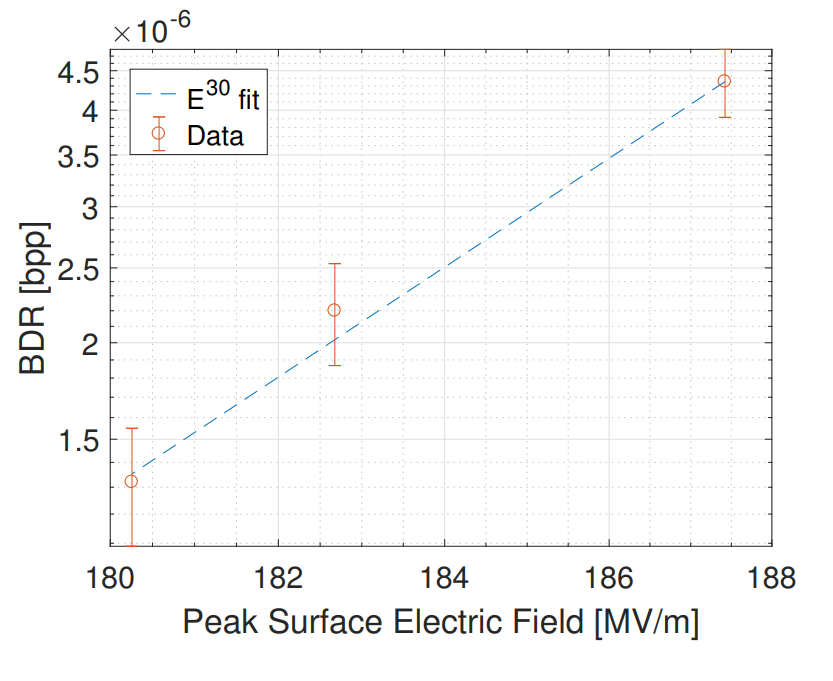 ×10⁻⁶
4.5
4
3.5
3
2.5
2
1.5
BDR [bpp]
E³⁰ fit
Data
180 182 184 186 188
Peak Surface Electric Field [MV/m]